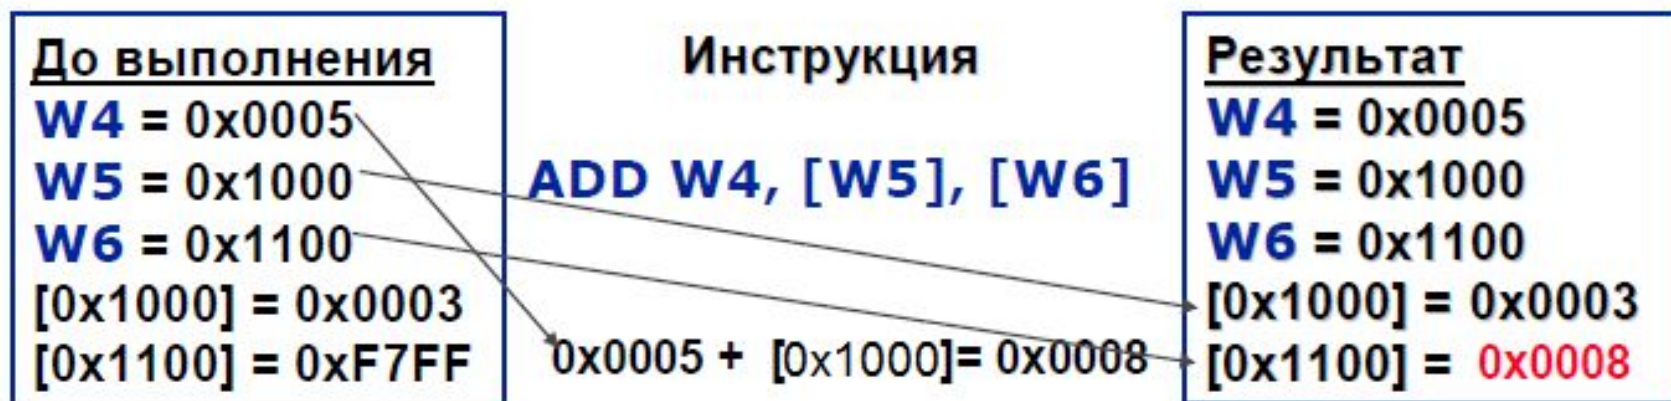 До выполнения
W4 = 0x0005
W5 = 0x1000
W6 = 0x1100
[0x1000] = 0x0003
[0x1100] = 0xF7FF
Инструкция
ADD W4, [W5], [W6]
0x0005 + [0x1000]= 0x0008
Результат
W4 = 0x0005
W5 = 0x1000
W6 = 0x1100
[0x1000] = 0x0003
[0x1100] = 0x0008